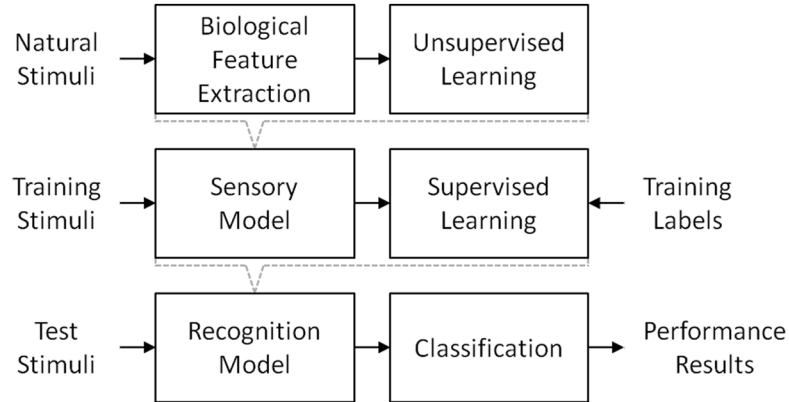 Natural
Stimuli
Biological
Feature
Extraction
Unsupervised
Learning
Training
Stimuli
Sensory
Model
Supervised
Learning
Training
Labels
Test
Stimuli
Recognition
Model
Classification
Performance
Results